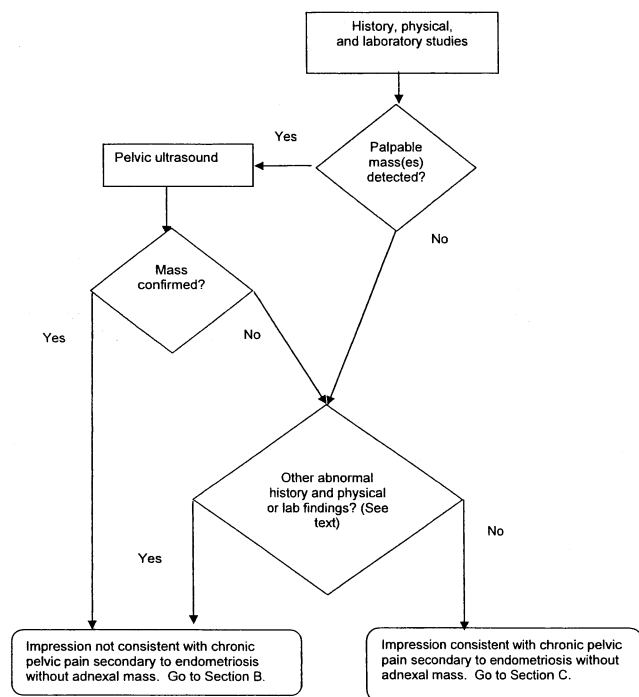 History, physical,
and laboratory studies
Yes
Palpable
mass(es)
detected?
Pelvic ultrasound
No
Mass
confirmed?
Yes
No
Other abnormal
history and physical
or lab findings? (See
text)
No
Yes
Impression not consistent with chronic
pelvic pain secondary to endometriosis
without adnexal mass. Go to Section B.
Impression consistent with chronic pelvic
pain secondary to endometriosis without
adnexal mass. Go to Section C.